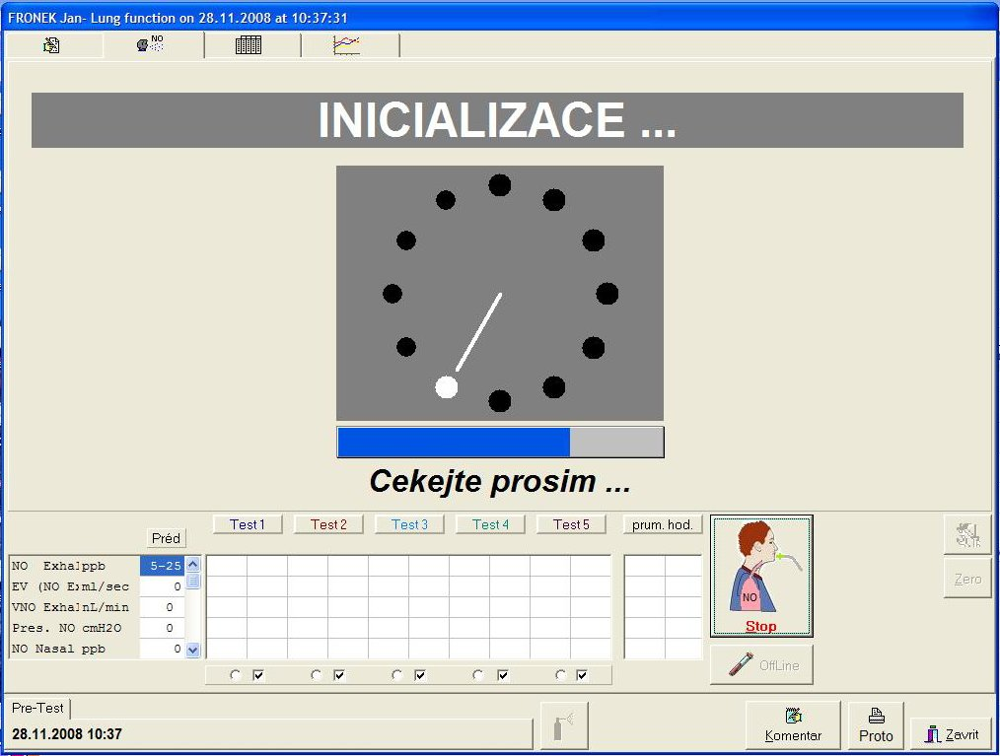 FRONEK Jan- Lung function on 28.11.2008 at 10:37:31
NO
INICIALIZACE ...
Cekejte prosim ...
Test 1 Test 2 Test 3 Test 4 Test 5 prum. hod.
Préd
NO Exhalppb 5-25
EV (NO E:ml/sec 0
VNO ExhalnL/min 0
Pres. NO cmH2O 0
NO Nasal ppb 0
NO
Stop
Zero
OffLine
Pre-Test
28.11.2008 10:37
Komentar
Proto
Zavrit